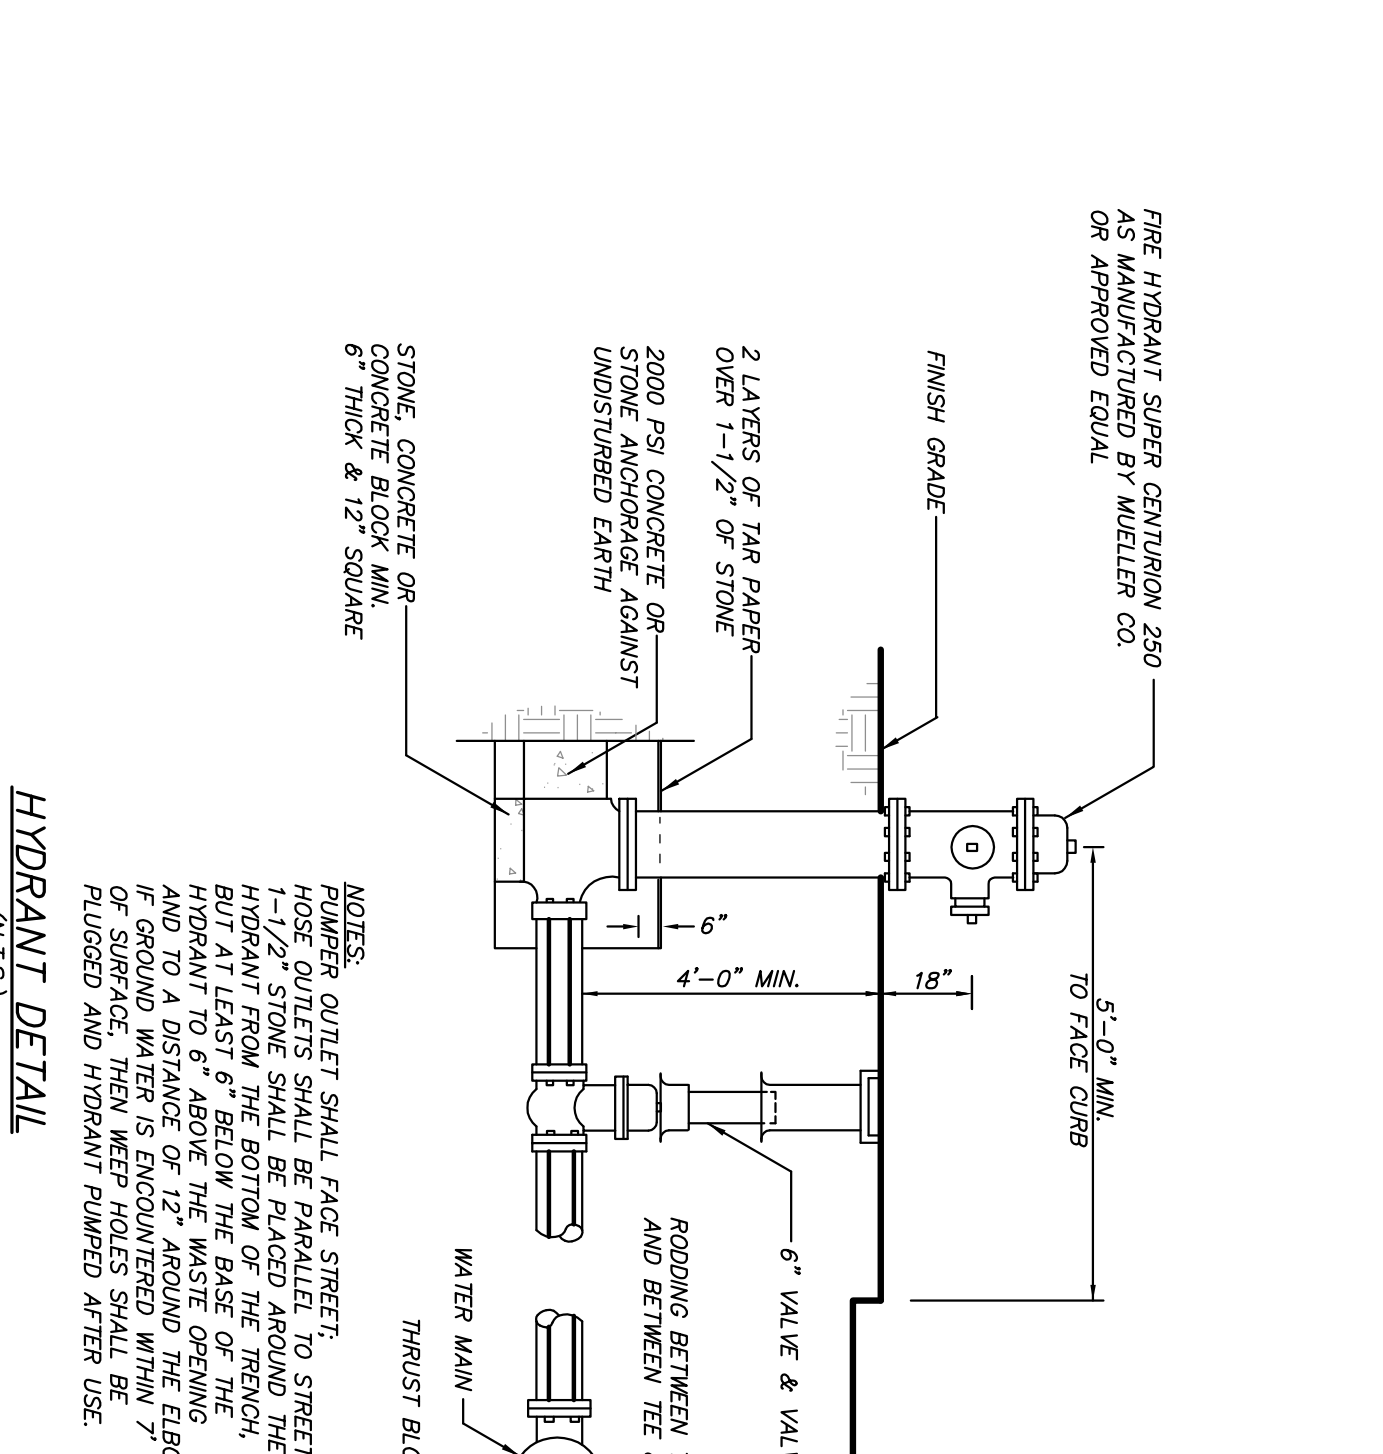 FIRE HYDRANT SUPER CENTURION 250
AS MANUFACTURED BY MUELLER CO.
OR APPROVED EQUAL
FINISH GRADE
2 LAYERS OF TAR PAPER
OVER 1-1/2" OF STONE
2000 PSI CONCRETE OR
STONE ANCHORAGE AGAINST
UNDISTURBED EARTH
STONE, CONCRETE OR
CONCRETE BLOCK MIN.
6" THICK & 12" SQUARE
5'-0" MIN.
TO FACE CURB
18"
4'-0" MIN.
6"
6" VALVE &
RODDING BETWEEN
AND BETWEEN TEE
WATER MAIN
THRUST
NOTES:
PUMPER OUTLET SHALL FACE STREET;
HOSE OUTLETS SHALL BE PARALLEL TO STREET
1-1/2" STONE SHALL BE PLACED AROUND THE
HYDRANT FROM THE BOTTOM OF THE TRENCH,
BUT AT LEAST 6" BELOW THE BASE OF THE
HYDRANT TO 6" ABOVE THE WASTE OPENING
AND TO A DISTANCE OF 12" AROUND THE
IF GROUND WATER IS ENCOUNTERED WITHIN 7'
OF SURFACE, THEN WEEP HOLES SHALL BE
PLUGGED AND HYDRANT PUMPED AFTER USE.
HYDRANT DETAIL